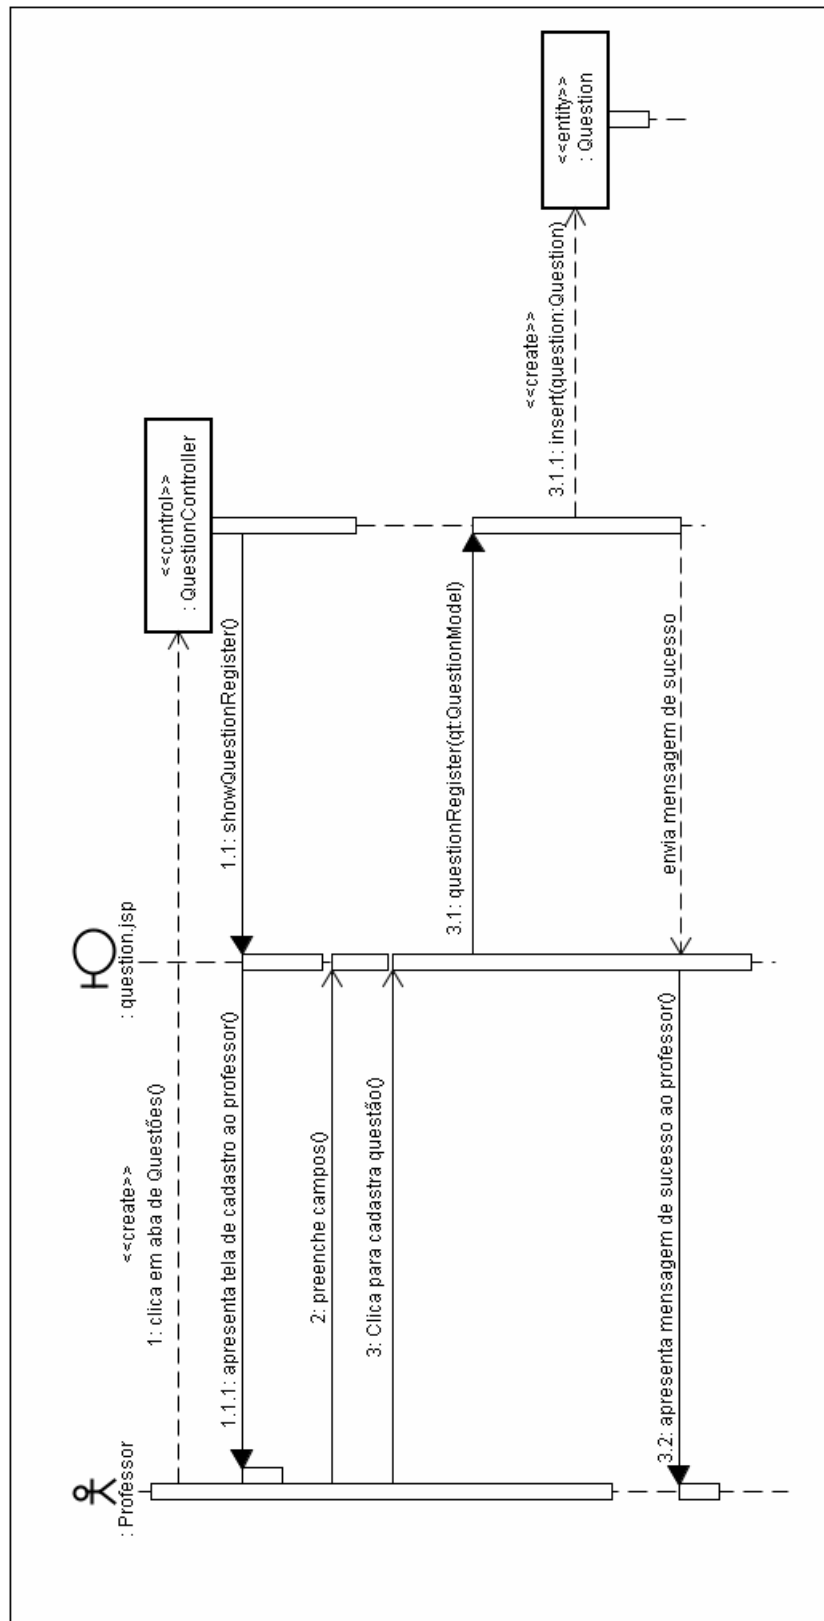 : Professor
: question.jsp
<<control>>
: QuestionController
<<entity>>
: Question
<<create>>
1: clica em aba de Questões()
1.1: showQuestionRegister()
1.1.1: apresenta tela de cadastro ao professor()
2: preenche campos()
3: Clica para cadastra questão()
3.1: questionRegister(qt:QuestionModel)
<<create>>
3.1.1: insert(question:Question)
envia mensagem de sucesso
3.2: apresenta mensagem de sucesso ao professor()